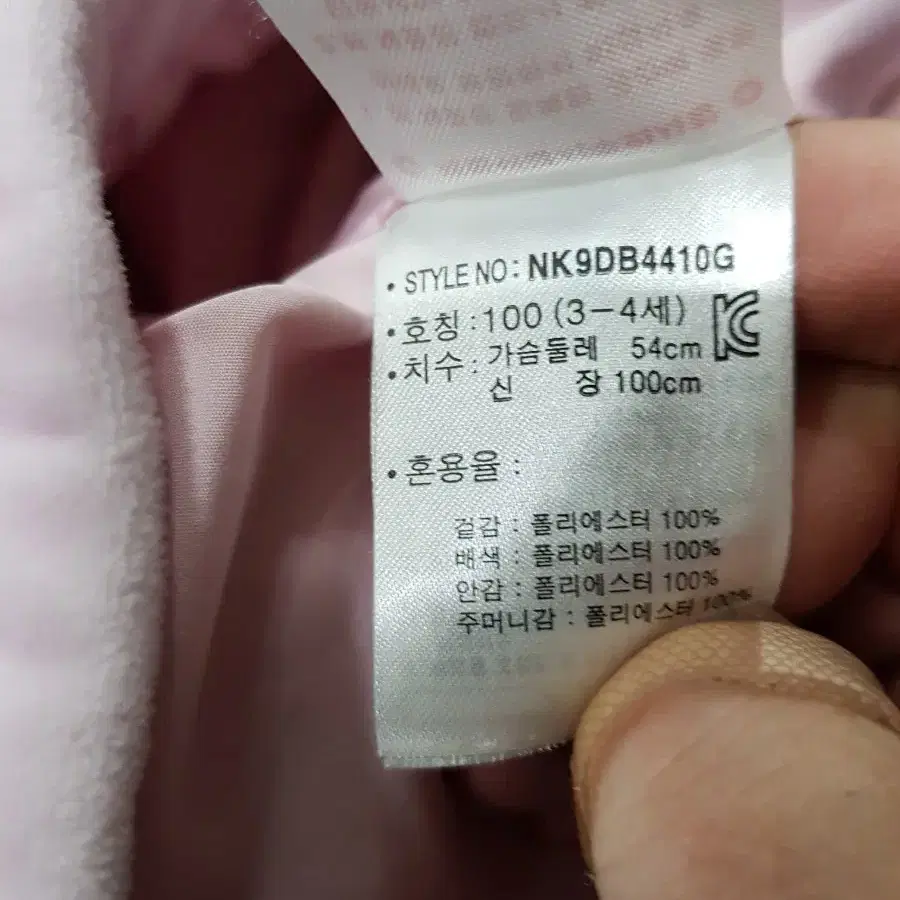 • STYLE NO : NK9DB4410G
• 호칭 : 100 (3-4세)
• 치수 : 가슴둘레 54cm
신 장 100cm
• 혼용율 :
겉감 : 폴리에스터 100%
배색 : 폴리에스터 100%
안감 : 폴리에스터 100%
주머니감 : 폴리에스터 100%